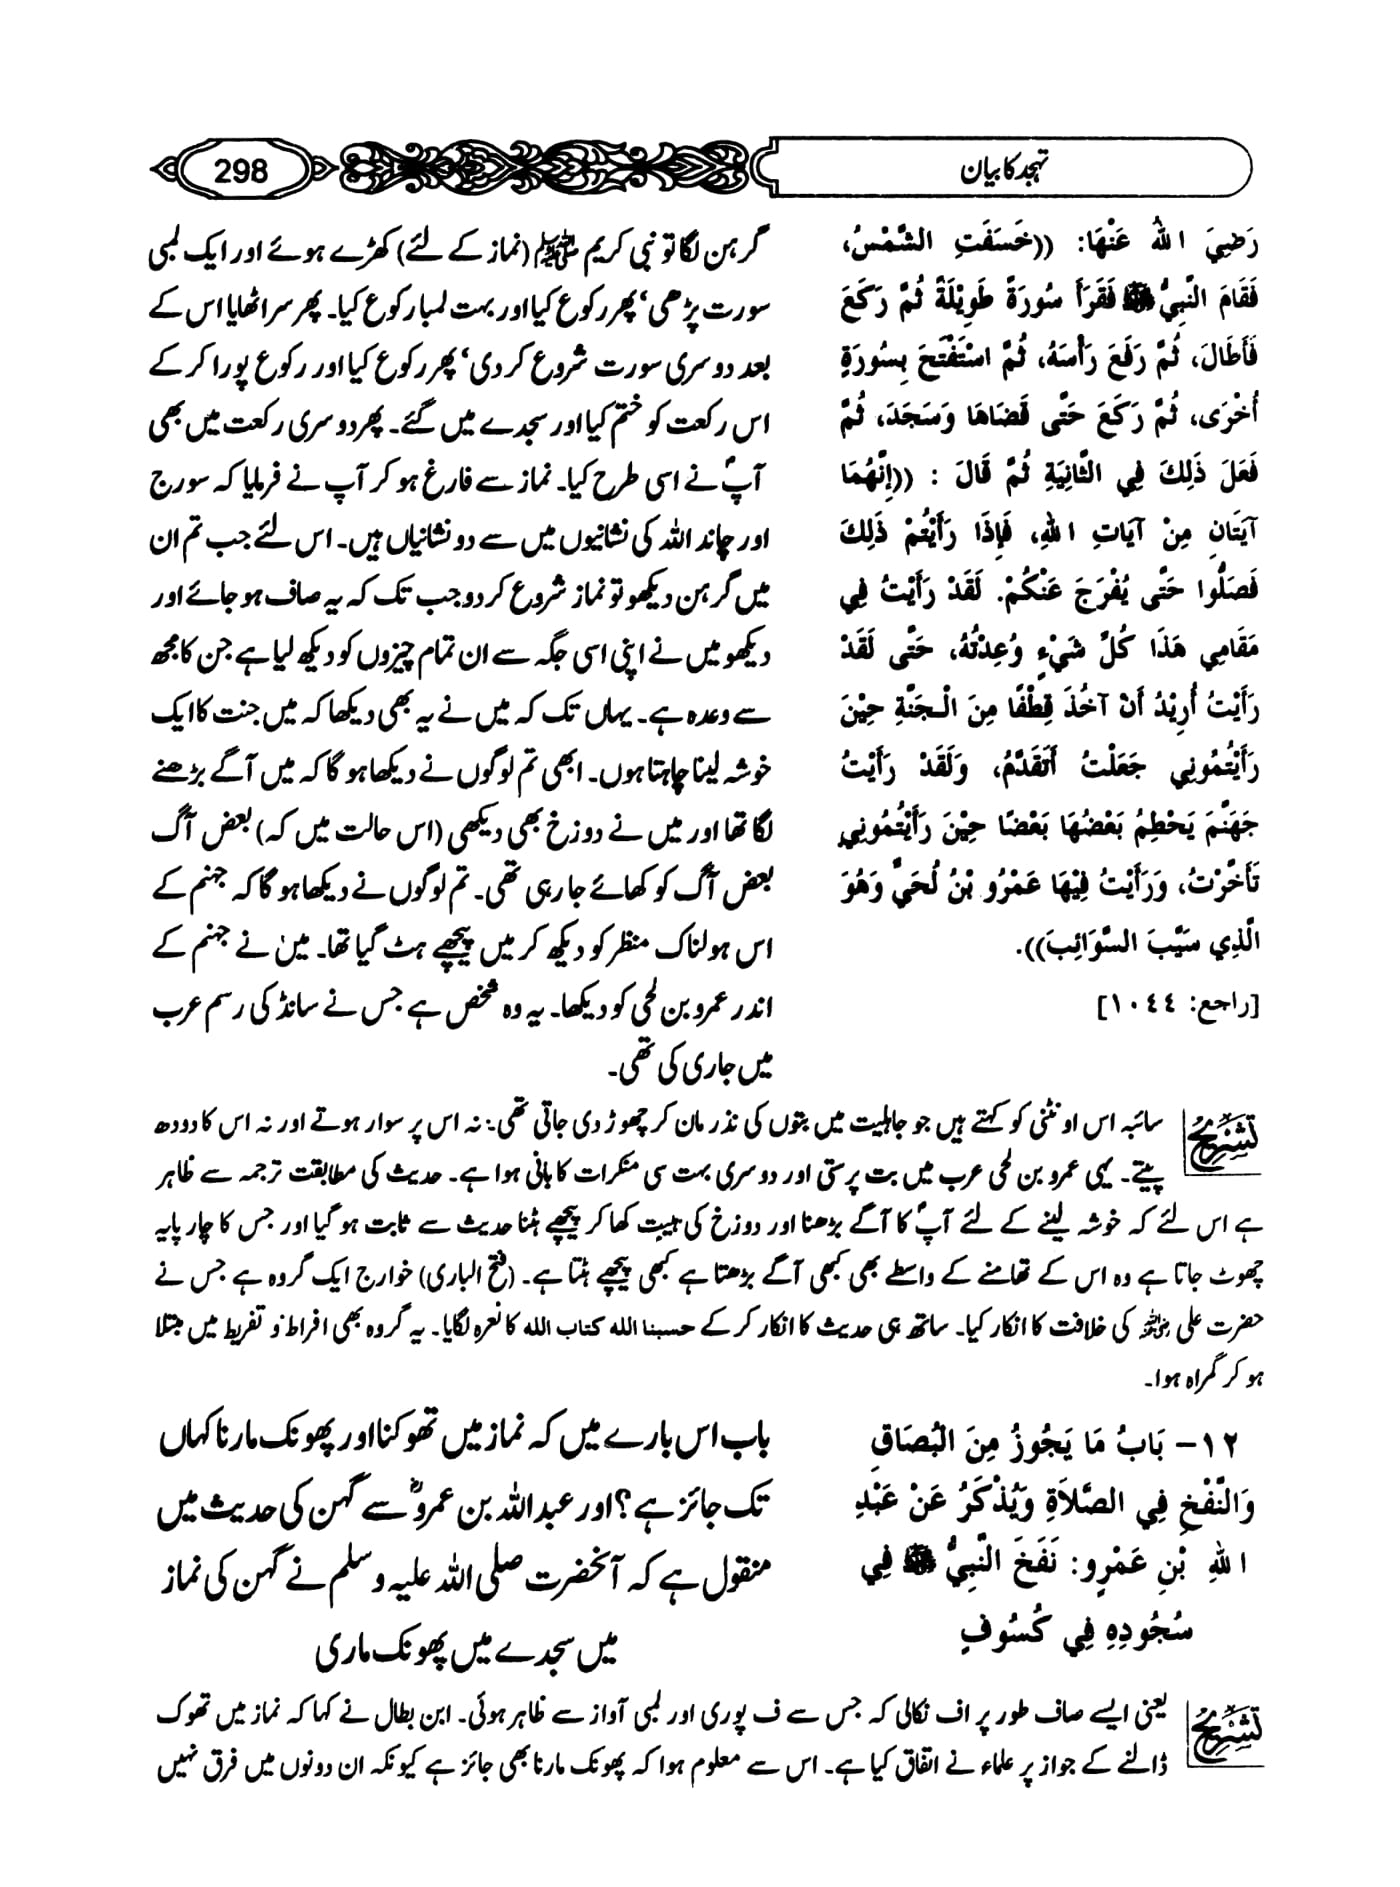 298
تہجد کا بیان
رَضِيَ اللهُ عَنْهَا: ((خَسَفَتِ الشَّمْسُ،
فَقَامَ النَّبِيُّ ﷺ فَقَرَأَ سُورَةً طَوِيْلَةً ثُمَّ رَكَعَ
فَأَطَالَ، ثُمَّ رَفَعَ رَأْسَهُ، ثُمَّ اسْتَفْتَحَ بِسُورَةٍ
أُخْرَى، ثُمَّ رَكَعَ حَتَّى قَضَاهَا وَسَجَدَ، ثُمَّ
فَعَلَ ذَلِكَ فِي الثَّانِيَةِ ثُمَّ قَالَ : ((إِنَّهُمَا
آيَتَانِ مِنْ آيَاتِ اللهِ، فَإِذَا رَأَيْتُمْ ذَلِكَ
فَصَلُّوا حَتَّى يُفْرَجَ عَنْكُمْ. لَقَدْ رَأَيْتُ فِي
مَقَامِي هَذَا كُلَّ شَيْءٍ وُعِدْتُهُ، حَتَّى لَقَدْ
رَأَيْتُ أُرِيْدُ أَنْ آخُذَ قِطْفًا مِنَ الْجَنَّةِ حِيْنَ
رَأَيْتُمُونِي جَعَلْتُ أَتَقَدَّمُ، وَلَقَدْ رَأَيْتُ
جَهَنَّمَ يَحْطِمُ بَعْضُهَا بَعْضًا حِيْنَ رَأَيْتُمُونِي
تَأَخَّرْتُ، وَرَأَيْتُ فِيْهَا عَمْرُو بْنُ لُحَيٍّ وَهُوَ
الَّذِي سَيَّبَ السَّوَائِبَ)).
[راجع: ١٠٤٤]
گرہن لگا تو نبی کریم ﷺ (نماز کے لئے) کھڑے ہوئے اور ایک لمبی
سورت پڑھی' پھر رکوع کیا اور بہت لمبا رکوع کیا۔ پھر سر اٹھایا اس کے
بعد دوسری سورت شروع کر دی' پھر رکوع کیا اور رکوع پورا کر کے
اس رکعت کو ختم کیا اور سجدے میں گئے۔ پھر دوسری رکعت میں بھی
آپؐ نے اسی طرح کیا۔ نماز سے فارغ ہو کر آپ نے فرمایا کہ سورج
اور چاند اللہ کی نشانیوں میں سے دو نشانیاں ہیں۔ اس لئے جب تم ان
میں گرہن دیکھو تو نماز شروع کر دو جب تک کہ یہ صاف ہو جائے اور
دیکھو میں نے اپنی اسی جگہ سے ان تمام چیزوں کو دیکھ لیا ہے جن کا مجھ
سے وعدہ ہے۔ یہاں تک کہ میں نے یہ بھی دیکھا کہ میں جنت کا ایک
خوشہ لینا چاہتا ہوں۔ ابھی تم لوگوں نے دیکھا ہو گا کہ میں آگے بڑھنے
لگا تھا اور میں نے دوزخ بھی دیکھی (اس حالت میں کہ) بعض آگ
بعض آگ کو کھائے جا رہی تھی۔ تم لوگوں نے دیکھا ہو گا کہ جہنم کے
اس ہولناک منظر کو دیکھ کر میں پیچھے ہٹ گیا تھا۔ میں نے جہنم کے
اندر عمرو بن لحی کو دیکھا۔ یہ وہ شخص ہے جس نے سانڈ کی رسم عرب
میں جاری کی تھی۔
تشریح
سائبہ اس اونٹنی کو کہتے ہیں جو جاہلیت میں بتوں کی نذر مان کر چھوڑ دی جاتی تھی۔ نہ اس پر سوار ہوتے اور نہ اس کا دودھ
پیتے۔ یہی عمرو بن لحی عرب میں بت پرستی اور دوسری بہت سی منکرات کا بانی ہوا ہے۔ حدیث کی مطابقت ترجمہ سے ظاہر
ہے اس لئے کہ خوشہ لینے کے لئے آپؐ کا آگے بڑھنا اور دوزخ کی ہیبت کھا کر پیچھے ہٹنا حدیث سے ثابت ہو گیا اور جس کا چار پایہ
چھوٹ جاتا ہے وہ اس کے تھامنے کے واسطے بھی کبھی آگے بڑھتا ہے کبھی پیچھے ہٹتا ہے۔ (فتح الباری) خوارج ایک گروہ ہے جس نے
حضرت علی رضی اللہ عنہ کی خلافت کا انکار کیا۔ ساتھ ہی حدیث کا انکار کر کے حسبنا الله كتاب الله کا نعرہ لگایا۔ یہ گروہ بھی افراط و تفریط میں مبتلا
ہو کر گمراہ ہوا۔
١٢- بَابُ مَا يَجُوزُ مِنَ الْبُصَاقِ
وَالنَّفْخِ فِي الصَّلَاةِ وَيُذْكَرُ عَنْ عَبْدِ
اللهِ بْنِ عَمْرٍو: نَفَخَ النَّبِيُّ ﷺ فِي
سُجُودِهِ فِي كُسُوفٍ
باب اس بارے میں کہ نماز میں تھوکنا اور پھونک مارنا کہاں
تک جائز ہے؟ اور عبداللہ بن عمروؓ سے گہن کی حدیث میں
منقول ہے کہ آنحضرت صلی اللہ علیہ وسلم نے گہن کی نماز
میں سجدے میں پھونک ماری
تشریح
یعنی ایسے صاف طور پر اف نکالی کہ جس سے ف پوری اور لمبی آواز سے ظاہر ہوئی۔ ابن بطال نے کہا کہ نماز میں تھوک
ڈالنے کے جواز پر علماء نے اتفاق کیا ہے۔ اس سے معلوم ہوا کہ پھونک مارنا بھی جائز ہے کیونکہ ان دونوں میں فرق نہیں